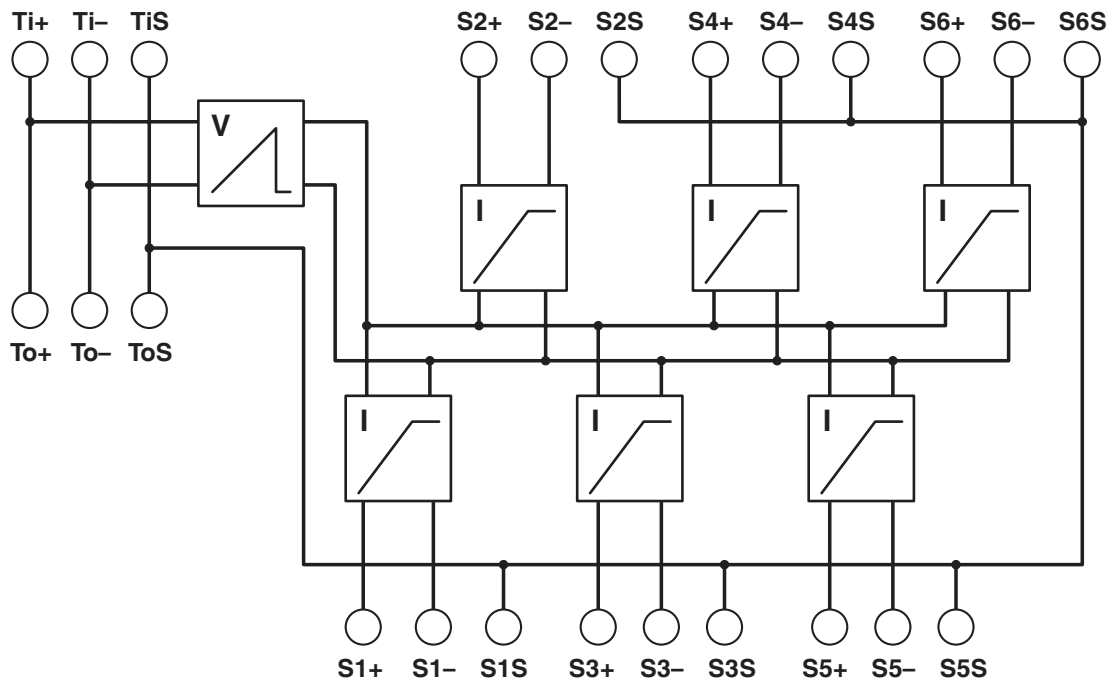 Ti+ Ti– TiS S2+ S2– S2S S4+ S4– S4S S6+ S6– S6S
V
I I I
To+ To– ToS
I I I
S1+ S1– S1S S3+ S3– S3S S5+ S5– S5S